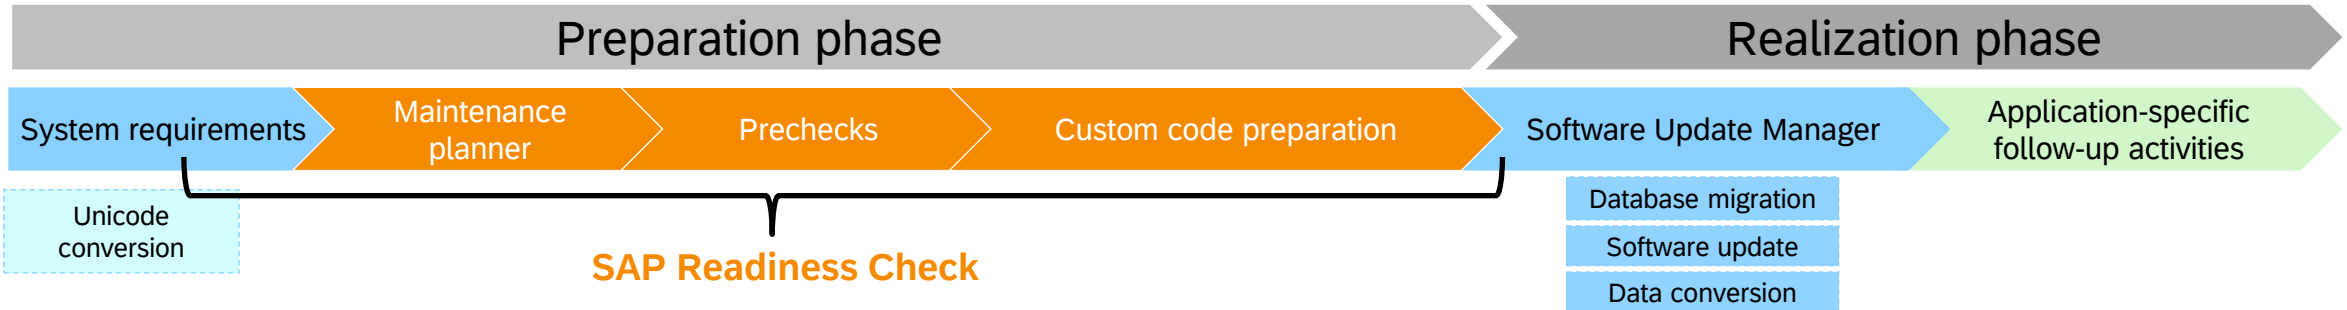 Preparation phase
Realization phase
System requirements
Maintenance
planner
Prechecks
Custom code preparation
Software Update Manager
Application-specific
follow-up activities
Unicode
conversion
SAP Readiness Check
Database migration
Software update
Data conversion